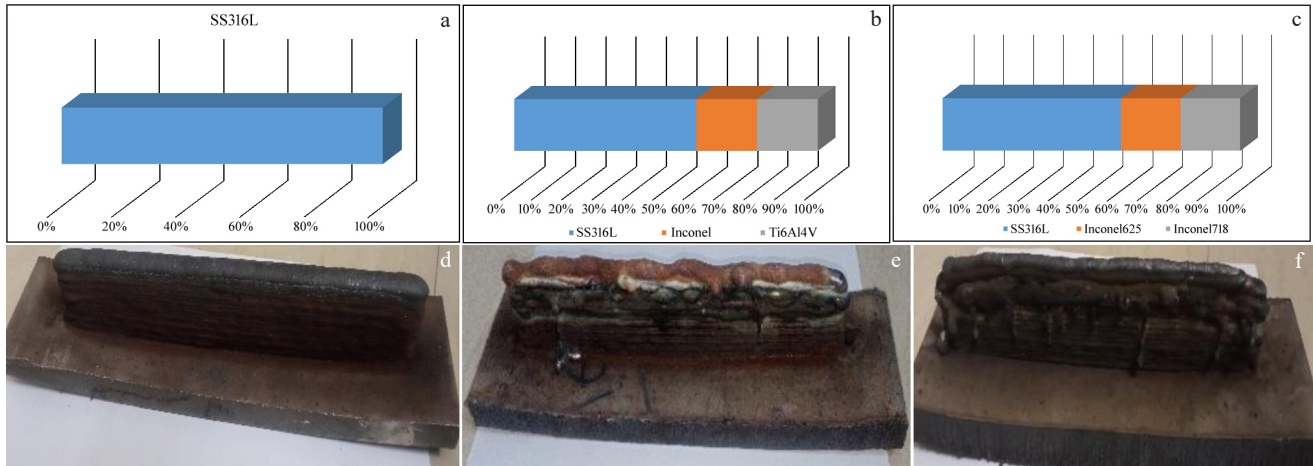 a
SS316L
0% 20% 40% 60% 80% 100%
b
0% 10% 20% 30% 40% 50% 60% 70% 80% 90% 100%
SS316L Inconel Ti6Al4V
c
0% 10% 20% 30% 40% 50% 60% 70% 80% 90% 100%
SS316L Inconel625 Inconel718
d
e
f